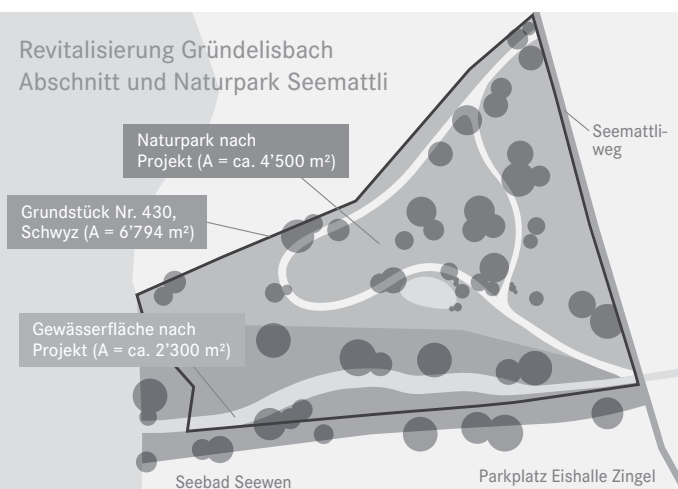 Revitalisierung Gründelisbach
Abschnitt und Naturpark Seemattli
Naturpark nach
Projekt (A = ca. 4’500 m²)
Seemattli-
weg
Grundstück Nr. 430,
Schwyz (A = 6’794 m²)
Gewässerfläche nach
Projekt (A = ca. 2’300 m²)
Seebad Seewen
Parkplatz Eishalle Zingel